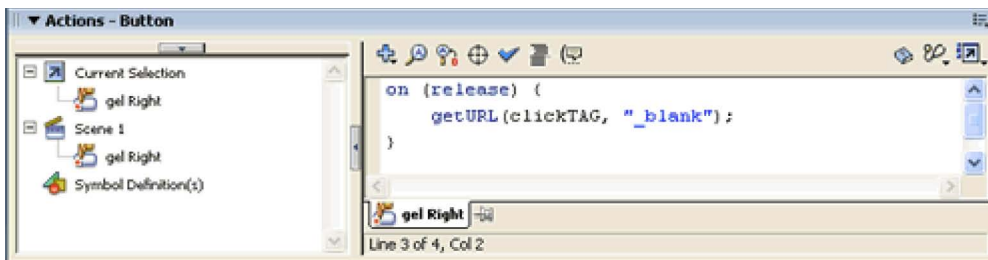 Actions - Button
Current Selection
gel Right
Scene 1
gel Right
Symbol Definition(s)
on (release) {
getURL(clickTAG, "_blank");
}
gel Right
Line 3 of 4, Col 2